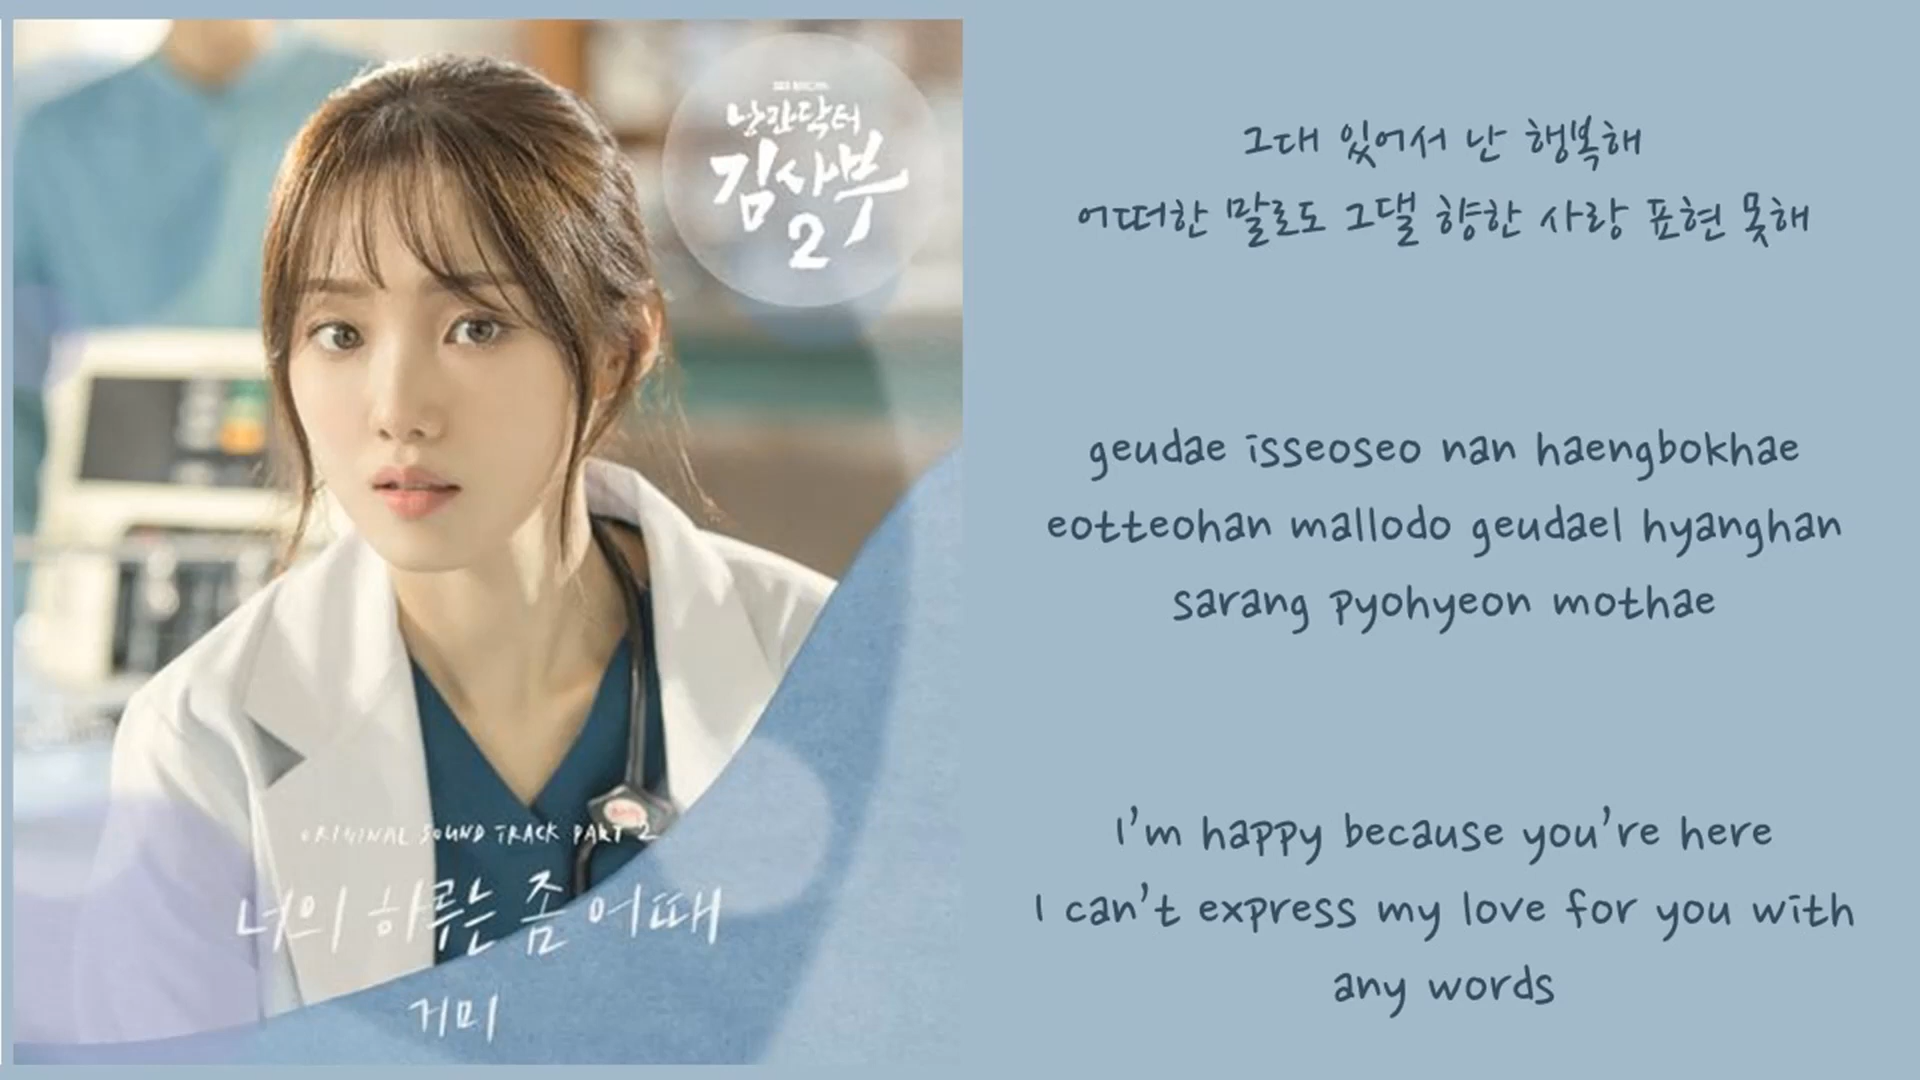 낭만닥터
김사부
2
ORIGINAL SOUND TRACK PART 2
너의 하루는 좀 어때
거미
그대 있어서 난 행복해
어떠한 말로도 그댈 향한 사랑 표현 못해
geudae isseoseo nan haengbokhae
eotteohan mallodo geudael hyanghan
sarang pyohyeon mothae
I'm happy because you're here
I can't express my love for you with
any words